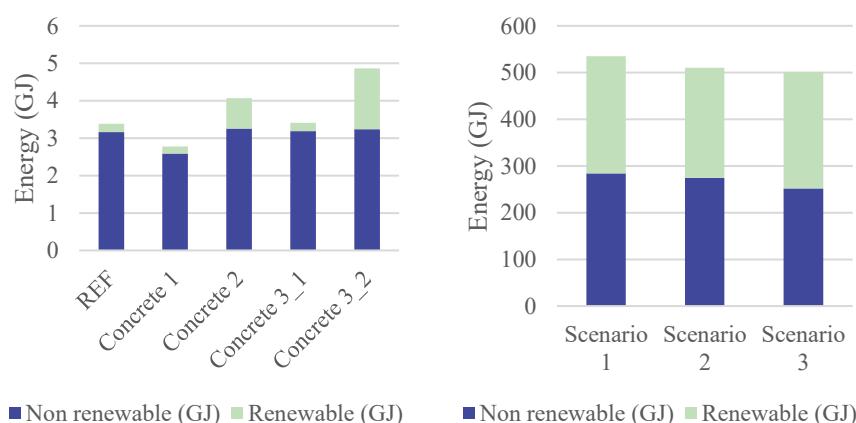 6
5
4
3
2
1
0
Energy (GJ)
REF
Concrete 1
Concrete 2
Concrete 3_1
Concrete 3_2
Non renewable (GJ)
Renewable (GJ)
600
500
400
300
200
100
0
Energy (GJ)
Scenario
1
Scenario
2
Scenario
3
Non renewable (GJ)
Renewable (GJ)